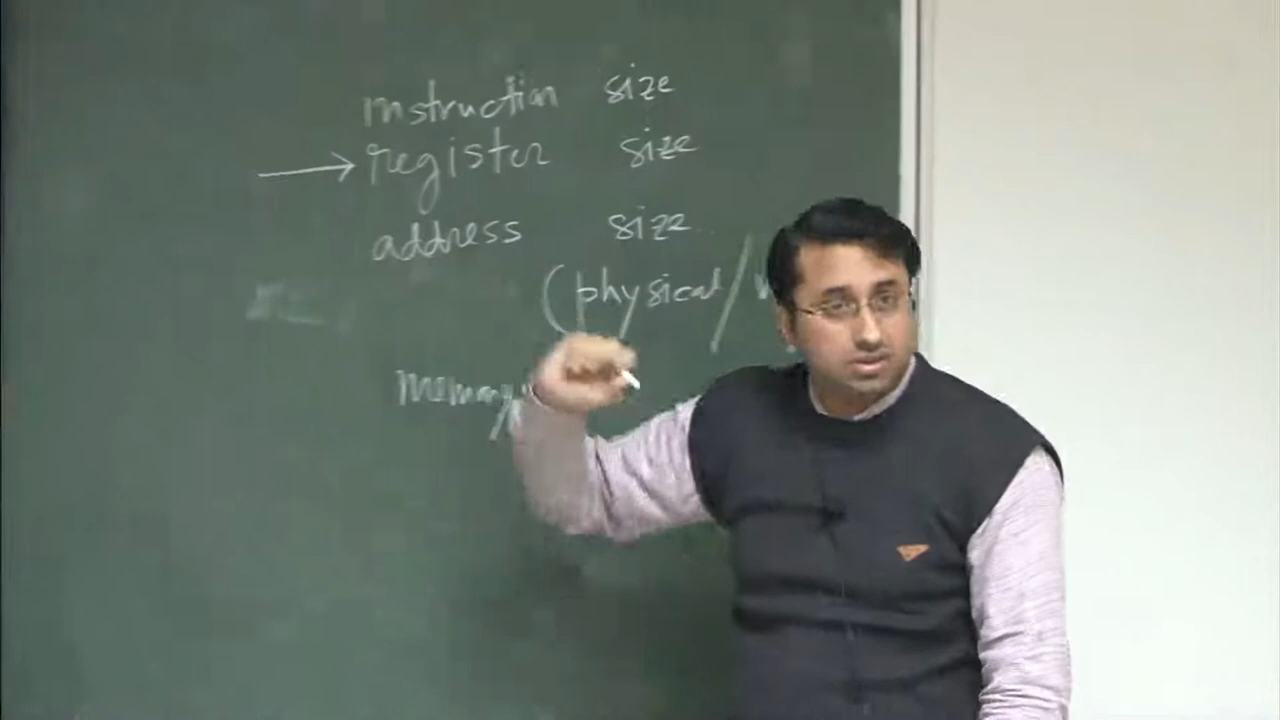 instruction size
→ register size
address size
(physical/
memory